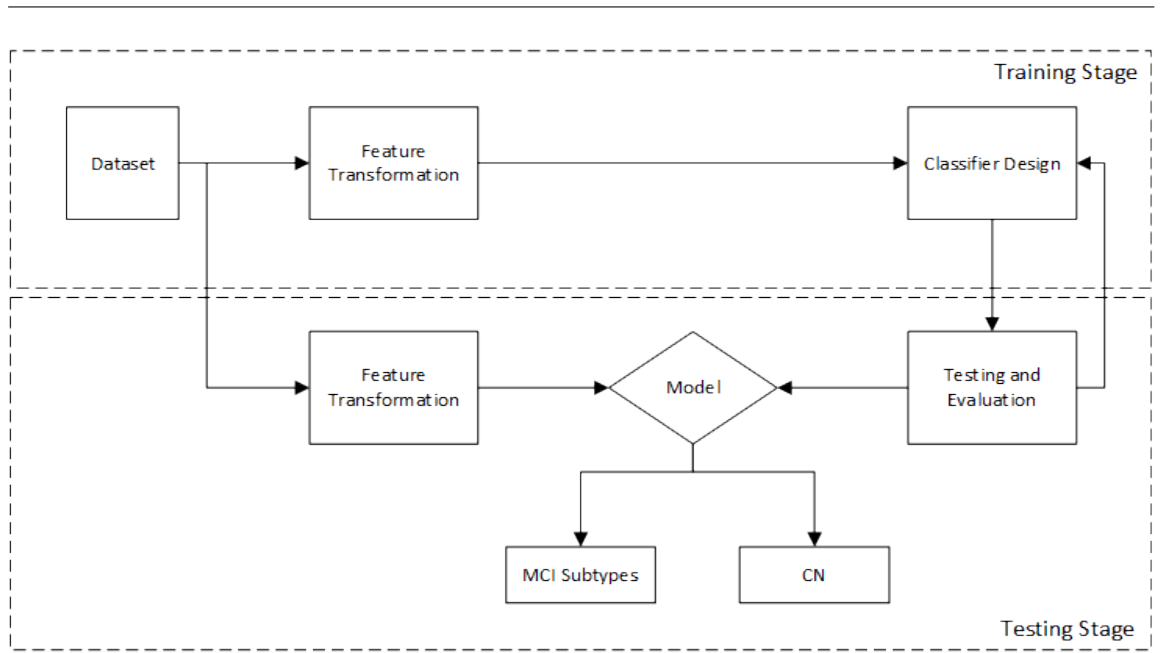 Training Stage
Dataset
Feature
Transformation
Classifier Design
Feature
Transformation
Model
Testing and
Evaluation
MCI Subtypes
CN
Testing Stage